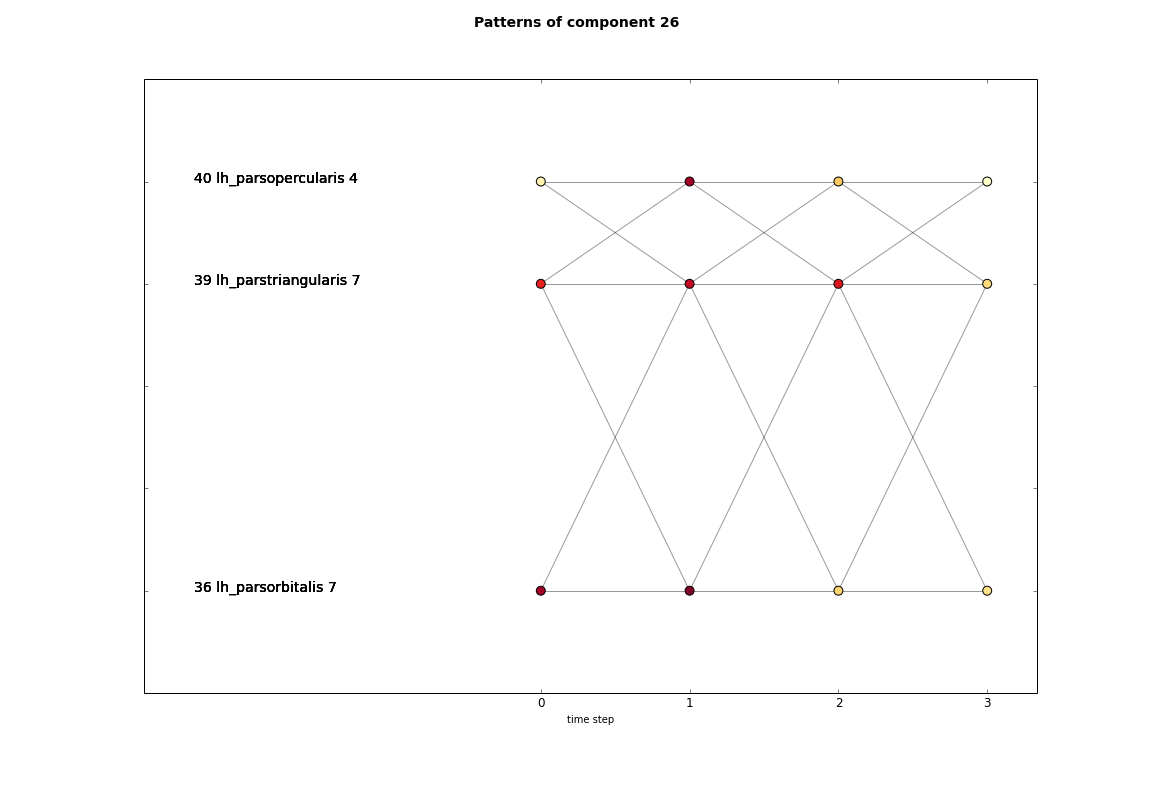 Patterns of component 26
40 lh_parsopercularis 4
39 lh_parstriangularis 7
36 lh_parsorbitalis 7
0 1 2 3
time step